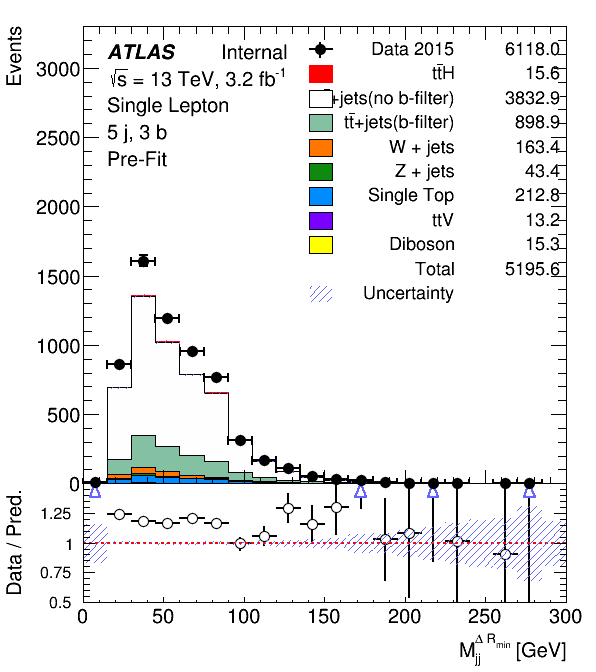 Events
3000
2500
2000
1500
1000
500
0
ATLAS Internal
√s = 13 TeV, 3.2 fb-1
Single Lepton
5 j, 3 b
Pre-Fit
Data 2015 6118.0
tt̄H 15.6
+jets(no b-filter) 3832.9
tt̄+jets(b-filter) 898.9
W + jets 163.4
Z + jets 43.4
Single Top 212.8
ttV 13.2
Diboson 15.3
Total 5195.6
Uncertainty
Data / Pred.
1.25
1
0.75
0.5
0 50 100 150 200 250 300
M_jj^Δ R_min [GeV]